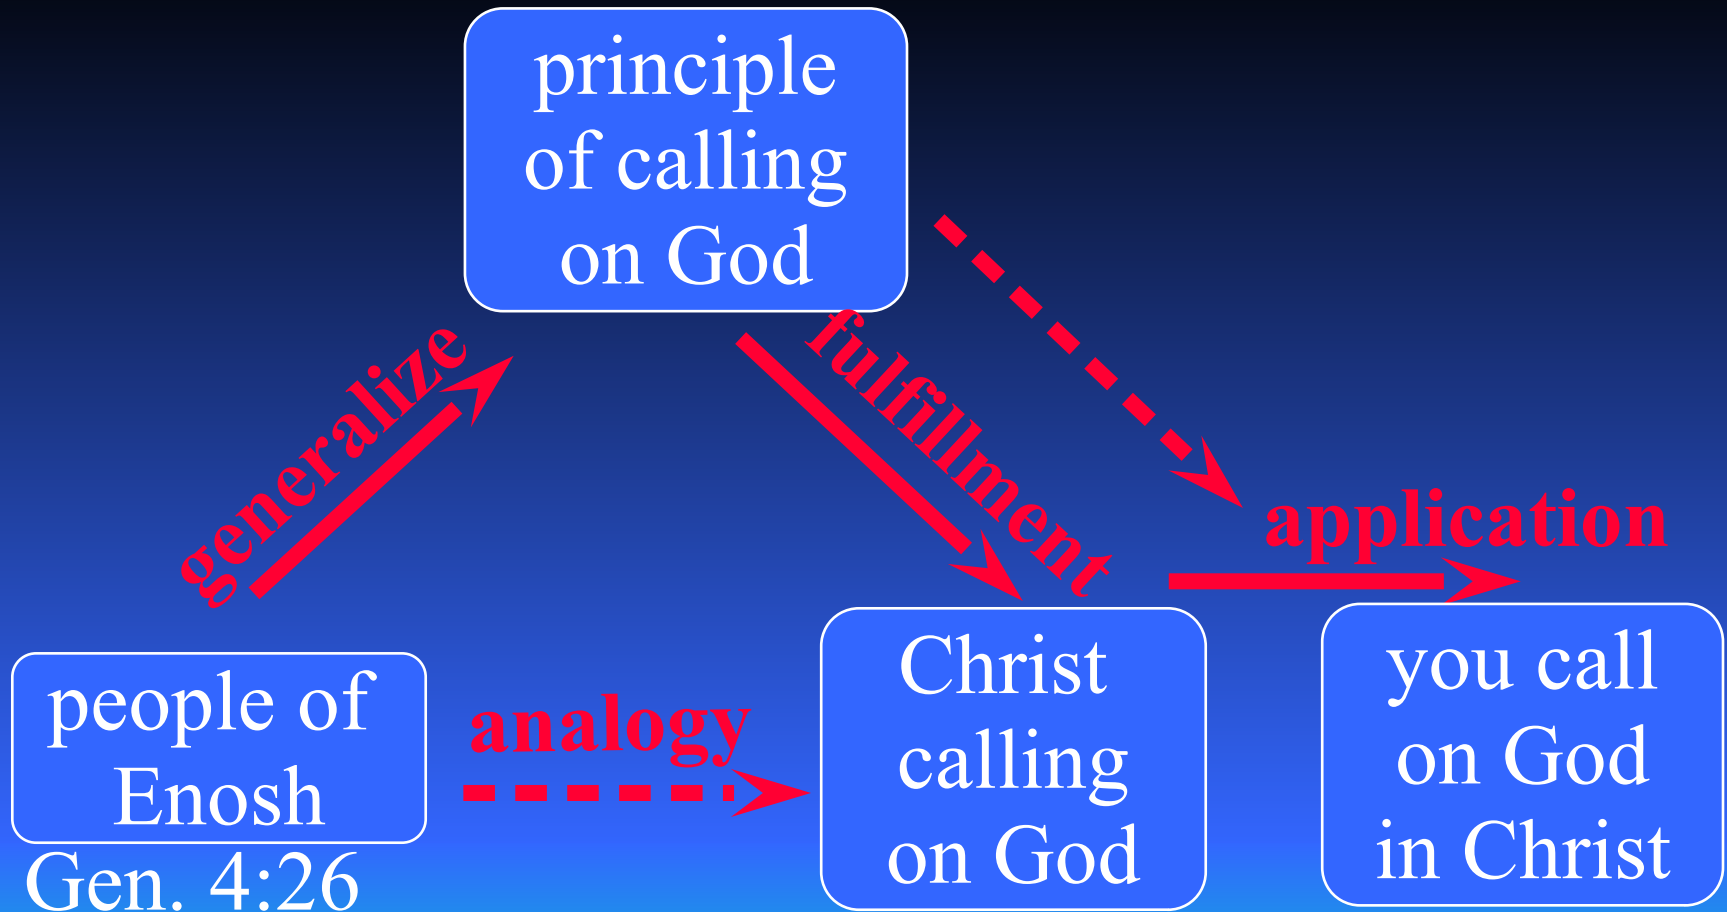 principle
of calling
on God
generalize
fulfillment
application
people of
Enosh
Gen. 4:26
analogy
Christ
calling
on God
you call
on God
in Christ